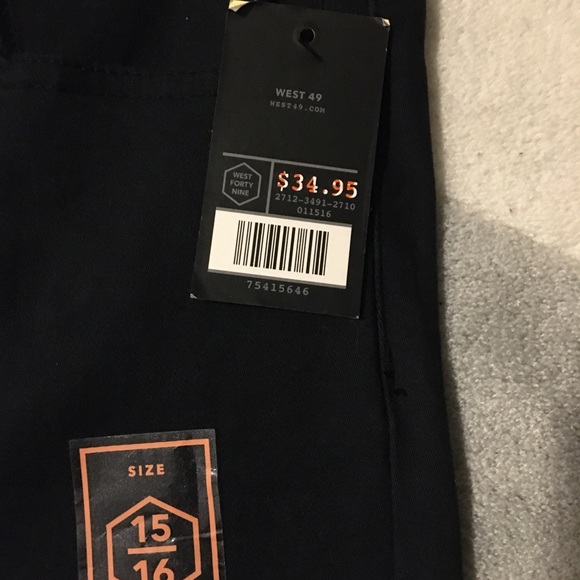 WEST 49
WEST49.COM
WEST
FORTY
NINE
$34.95
2712-3491-2710
011516
75415646
SIZE
15
16